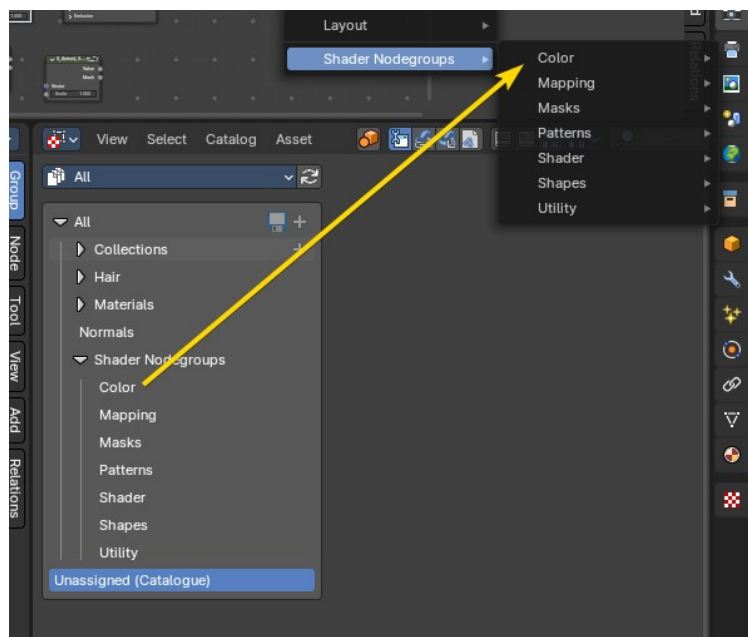 Layout
Shader Nodegroups
Color
Mapping
Masks
Patterns
Shader
Shapes
Utility
Relations
View Select Catalog Asset
All
Group
Node
Tool
View
Add
Relations
All
Collections
Hair
Materials
Normals
Shader Nodegroups
Color
Mapping
Masks
Patterns
Shader
Shapes
Utility
Unassigned (Catalogue)